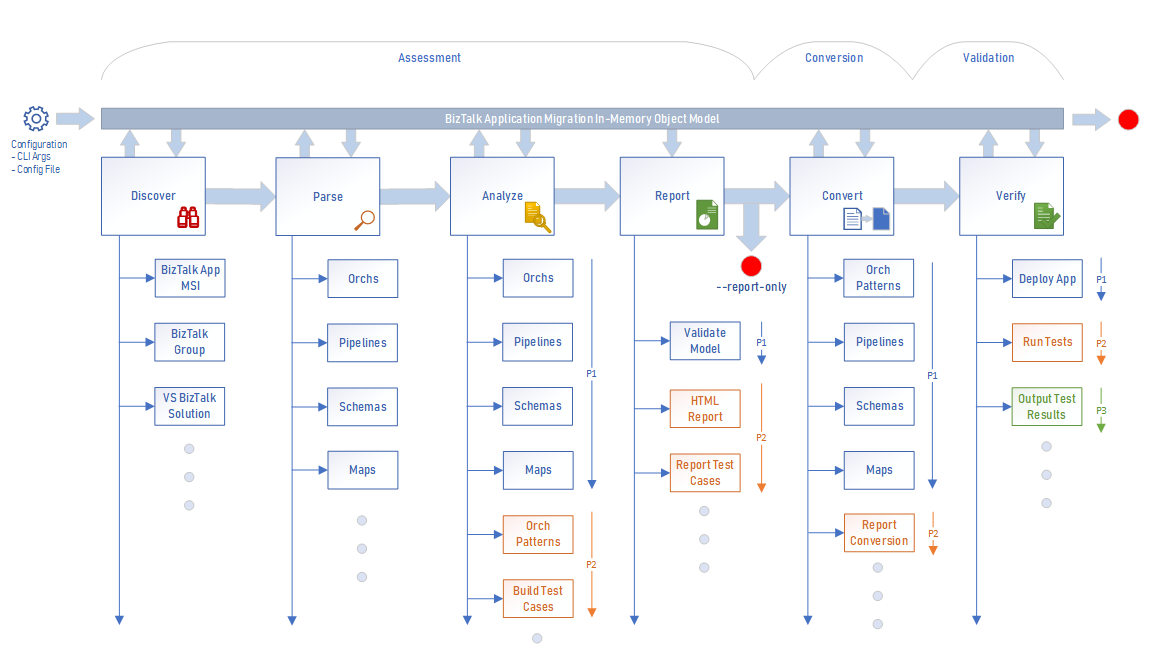 Assessment
Conversion
Validation
BizTalk Application Migration In-Memory Object Model
Configuration
- CLI Args
- Config File
Discover
Parse
Analyze
Report
Convert
Verify
BizTalk App
MSI
BizTalk
Group
VS BizTalk
Solution
Orchs
Pipelines
Schemas
Maps
Orchs
Pipelines
Schemas
Maps
P1
Orch
Patterns
Build Test
Cases
P2
--report-only
Validate
Model
P1
HTML
Report
Report Test
Cases
P2
Orch
Patterns
Pipelines
Schemas
Maps
P1
Report
Conversion
P2
Deploy App
P1
Run Tests
P2
Output Test
Results
P3